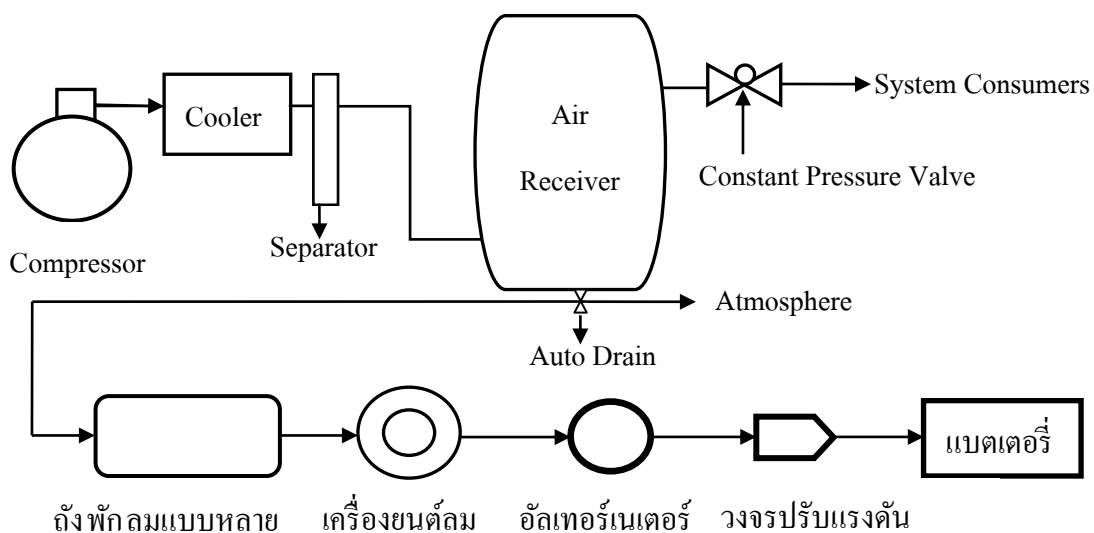 Cooler
Air
Receiver
System Consumers
Constant Pressure Valve
Separator
Compressor
Atmosphere
Auto Drain
แบตเตอรี่
ถังพักลมแบบหลาย
เครื่องยนต์ลม
อัลเทอร์เนเตอร์
วงจรปรับแรงดัน